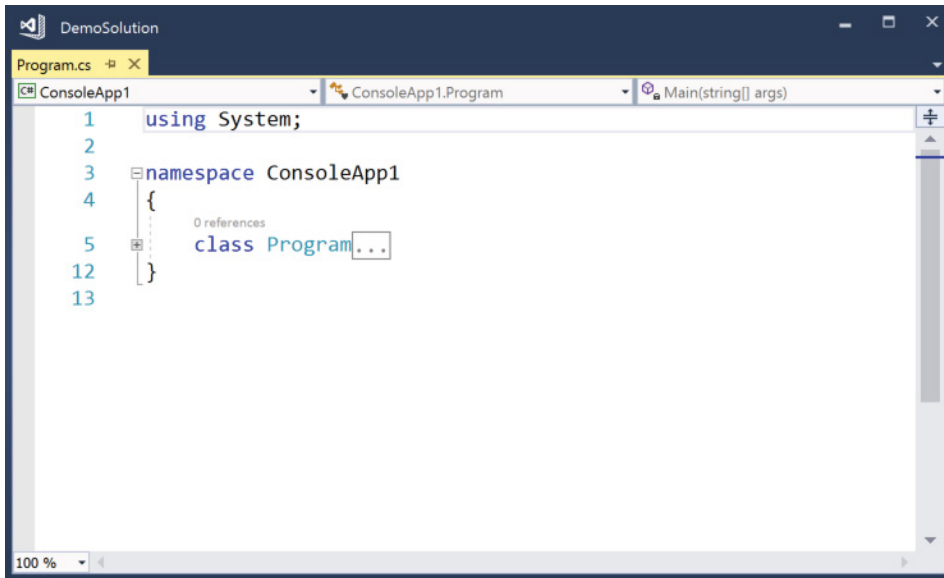 DemoSolution
Program.cs
C# ConsoleApp1 ConsoleApp1.Program Main(string[] args)
1 using System;
2
3 namespace ConsoleApp1
4 {
0 references
5 class Program...
12 }
13
100 %